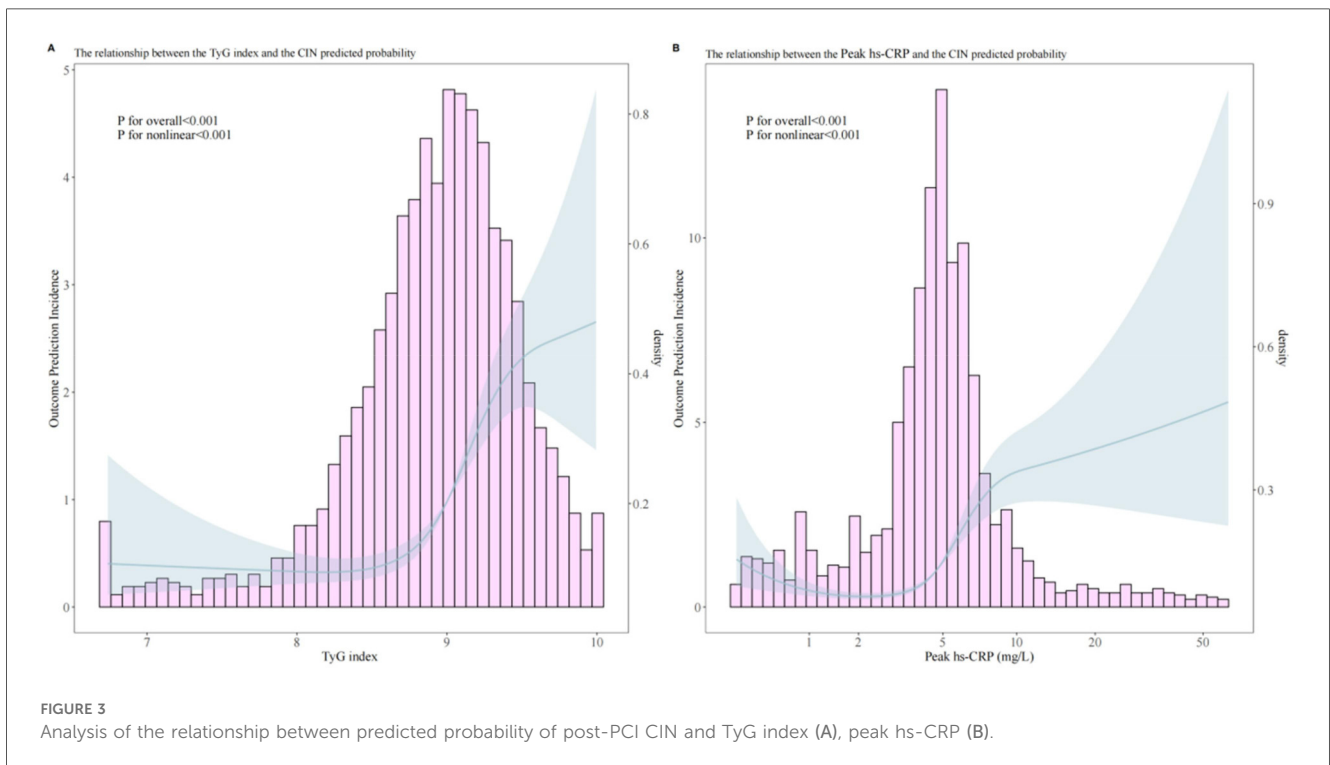 A The relationship between the TyG index and the CIN predicted probability
P for overall<0.001
P for nonlinear<0.001
5
4
3
2
1
0
Outcome Prediction Incidence
0.8
0.6
0.4
0.2
density
7 8 9 10
TyG index
B The relationship between the Peak hs-CRP and the CIN predicted probability
P for overall<0.001
P for nonlinear<0.001
10
5
0
Outcome Prediction Incidence
0.9
0.6
0.3
density
1 2 5 10 20 50
Peak hs-CRP (mg/L)
FIGURE 3
Analysis of the relationship between predicted probability of post-PCI CIN and TyG index (A), peak hs-CRP (B).